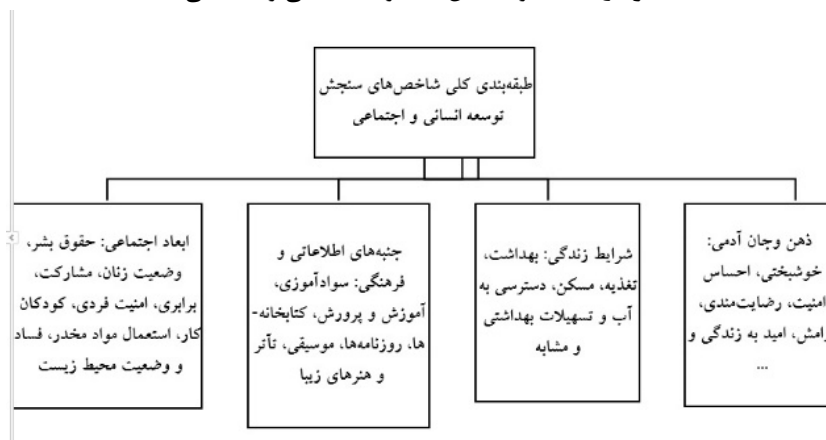 طبقه‌بندی کلی شاخص‌های سنجش
توسعه انسانی و اجتماعی
ذهن وجان آدمی:
خوشبختی، احساس
امنیت، رضایت‌مندی،
رامش، امید به زندگی و
...
شرایط زندگی: بهداشت،
تغذیه، مسکن، دسترسی به
آب و تسهیلات بهداشتی
و مشابه
جنبه‌های اطلاعاتی و
فرهنگی: سوادآموزی،
آموزش و پرورش، کتابخانه-
ها، روزنامه‌ها، موسیقی، تآتر
و هنرهای زیبا
ابعاد اجتماعی: حقوق بشر،
وضعیت زنان، مشارکت،
برابری، امنیت فردی، کودکان
کار، استعمال مواد مخدر، فساد
و وضعیت محیط زیست